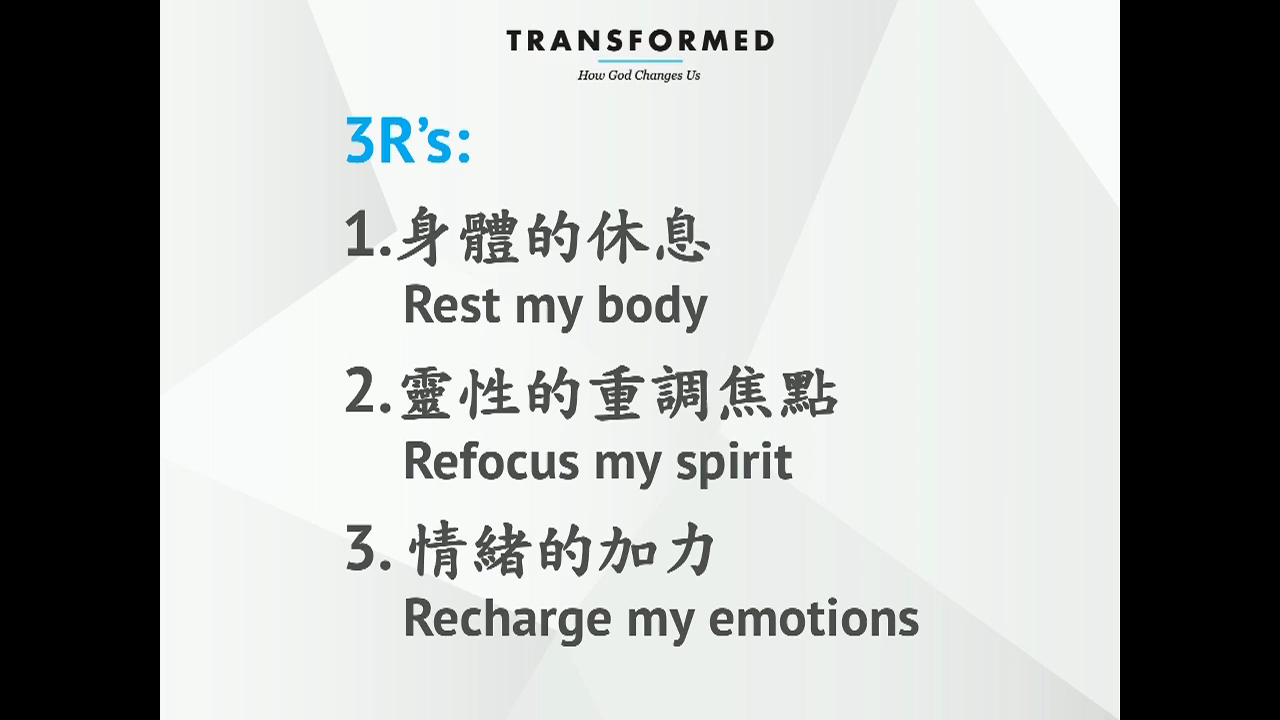 TRANSFORMED
How God Changes Us
3R’s:
1.身體的休息
Rest my body
2.靈性的重調焦點
Refocus my spirit
3. 情緒的加力
Recharge my emotions